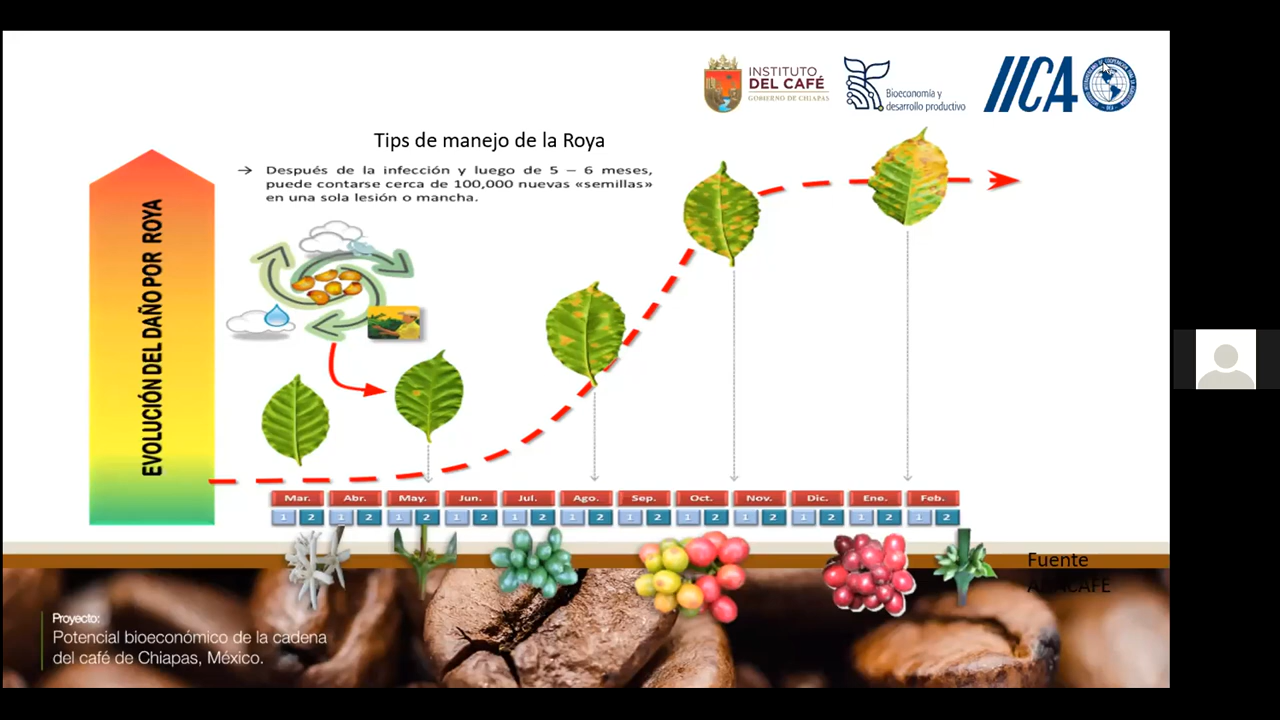 INSTITUTO
DEL CAFÉ
GOBIERNO DE CHIAPAS
Bioeconomía y
desarrollo productivo
IICA
Tips de manejo de la Roya
→ Después de la infección y luego de 5 – 6 meses,
puede contarse cerca de 100,000 nuevas «semillas»
en una sola lesión o mancha.
EVOLUCIÓN DEL DAÑO POR ROYA
Mar. Abr. May. Jun. Jul. Ago. Sep. Oct. Nov. Dic. Ene. Feb.
1 2 1 2 1 2 1 2 1 2 1 2 1 2 1 2 1 2 1 2 1 2 1 2
Fuente
Proyecto:
Potencial bioeconómico de la cadena
del café de Chiapas, México.